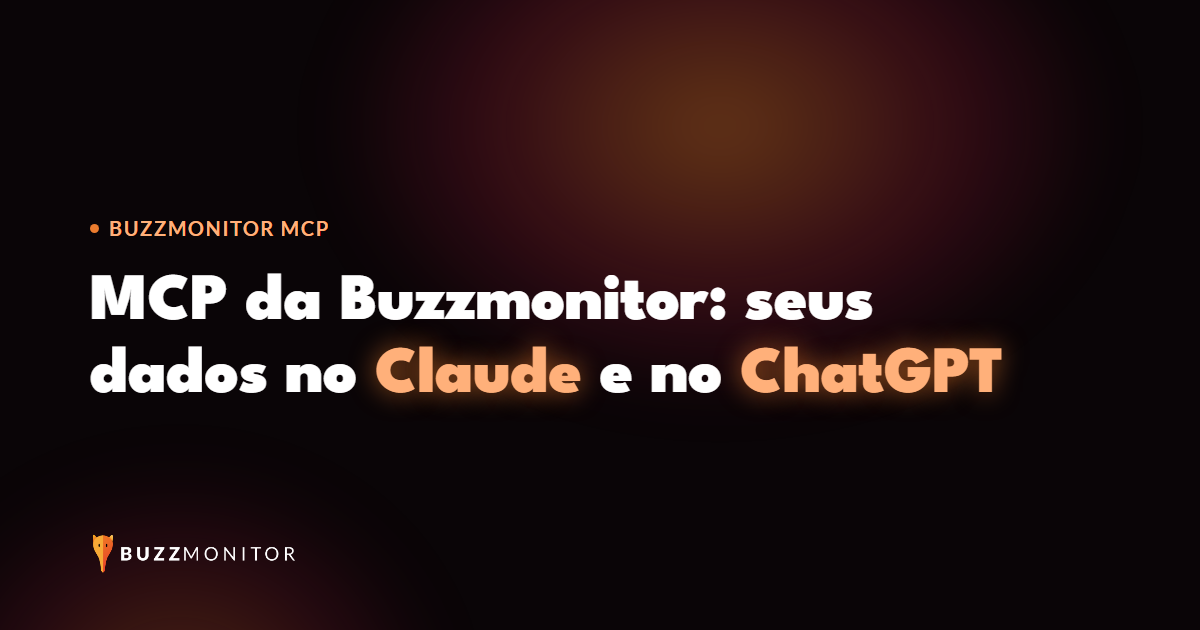 BUZZMONITOR MCP
MCP da Buzzmonitor: seus
dados no Claude e no ChatGPT
BUZZMONITOR